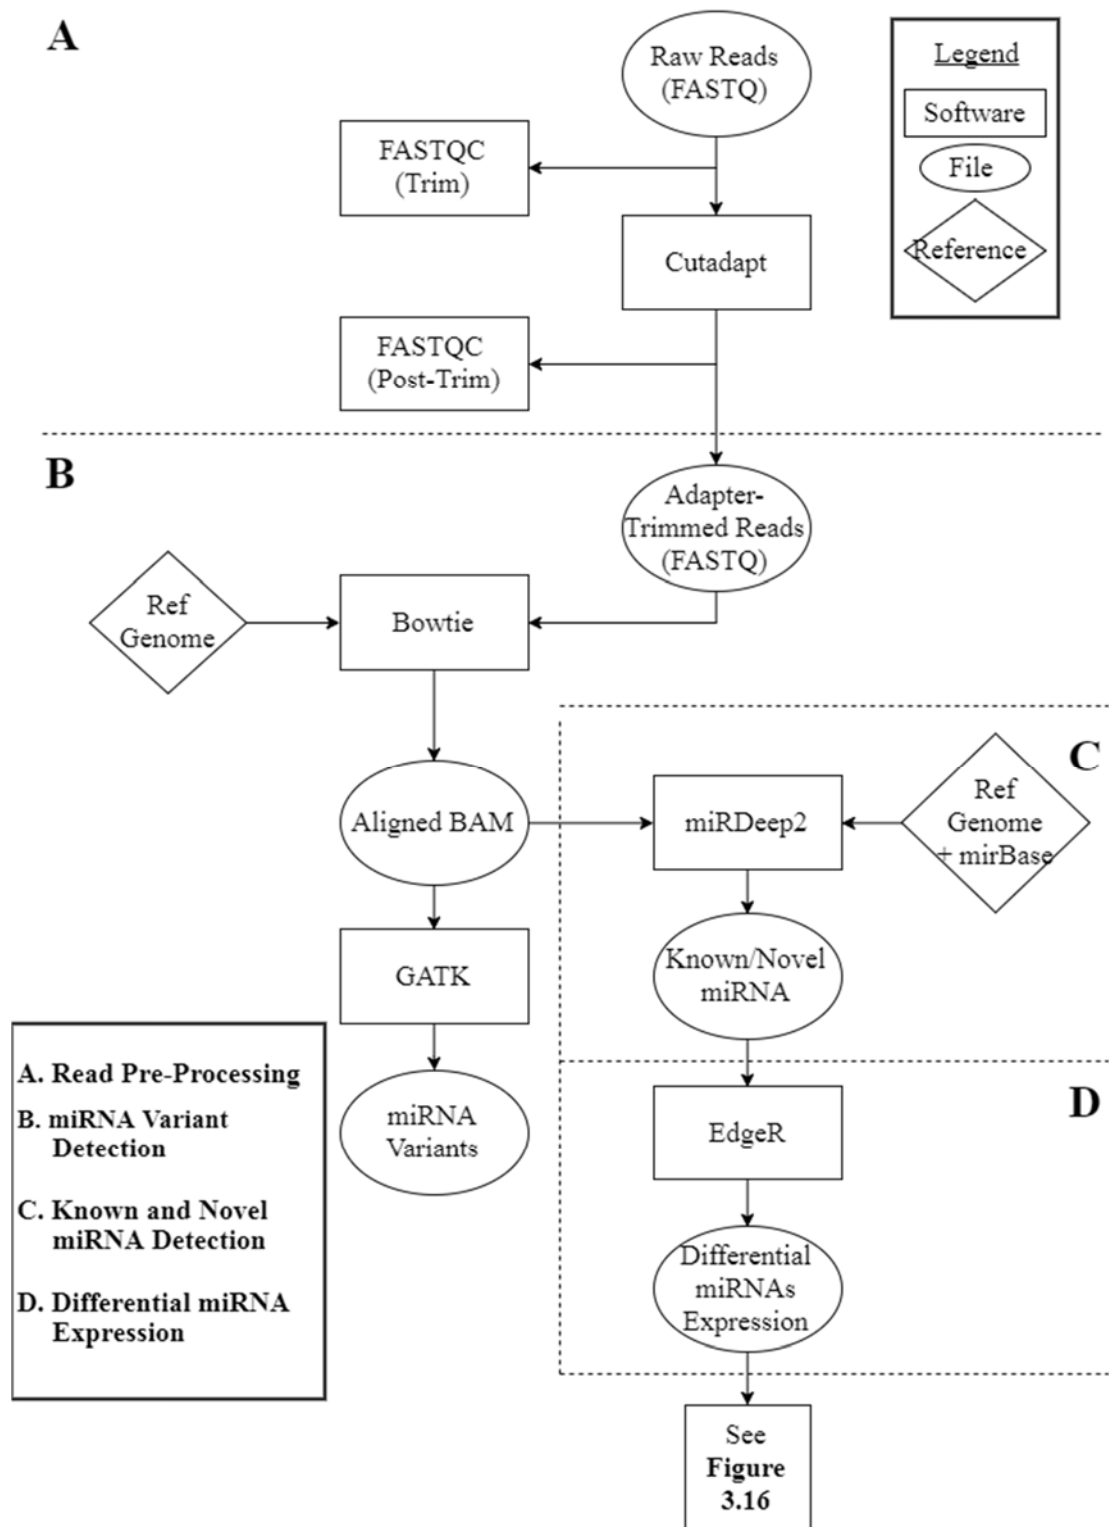 A
Raw Reads
(FASTQ)
Legend
Software
File
Reference
FASTQC
(Trim)
Cutadapt
FASTQC
(Post-Trim)
B
Adapter-
Trimmed Reads
(FASTQ)
Ref
Genome
Bowtie
C
Ref
Genome
+ mirBase
Aligned BAM
miRDeep2
GATK
Known/Novel
miRNA
A. Read Pre-Processing
B. miRNA Variant
Detection
C. Known and Novel
miRNA Detection
D. Differential miRNA
Expression
miRNA
Variants
D
EdgeR
Differential
miRNAs
Expression
See
Figure
3.16